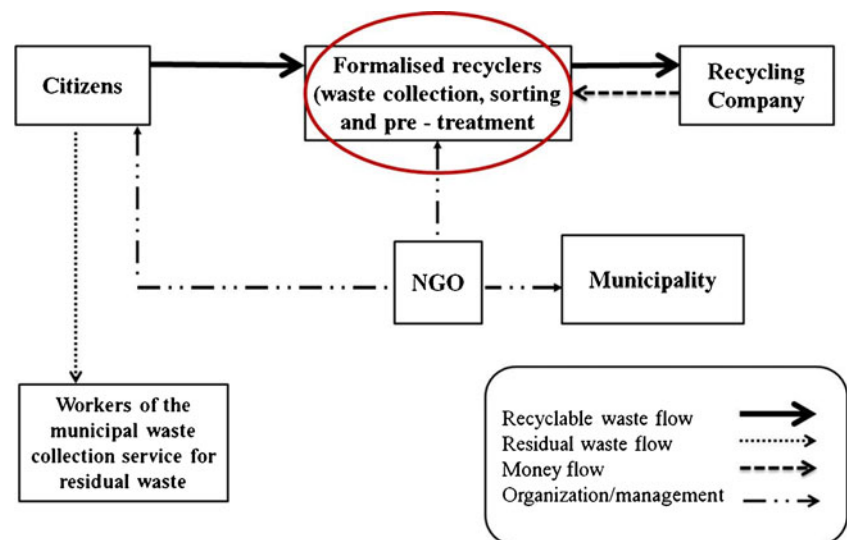 Citizens
Formalised recyclers
(waste collection, sorting
and pre - treatment
Recycling
Company
NGO
Municipality
Workers of the
municipal waste
collection service for
residual waste
Recyclable waste flow
Residual waste flow
Money flow
Organization/management